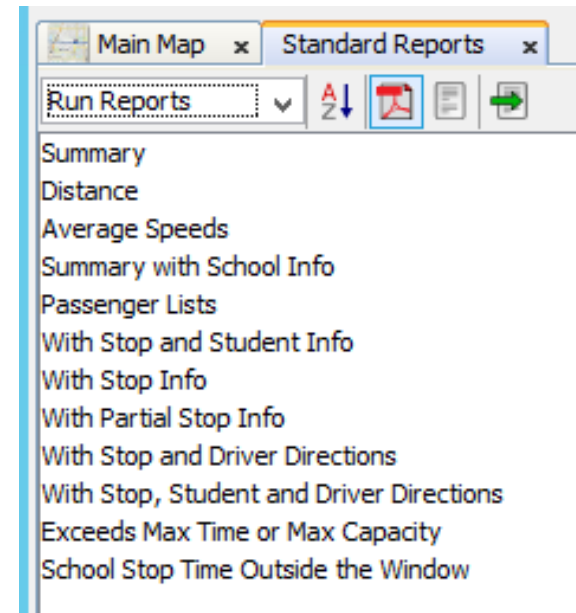 Main Map x Standard Reports x
Run Reports A Z
Summary
Distance
Average Speeds
Summary with School Info
Passenger Lists
With Stop and Student Info
With Stop Info
With Partial Stop Info
With Stop and Driver Directions
With Stop, Student and Driver Directions
Exceeds Max Time or Max Capacity
School Stop Time Outside the Window